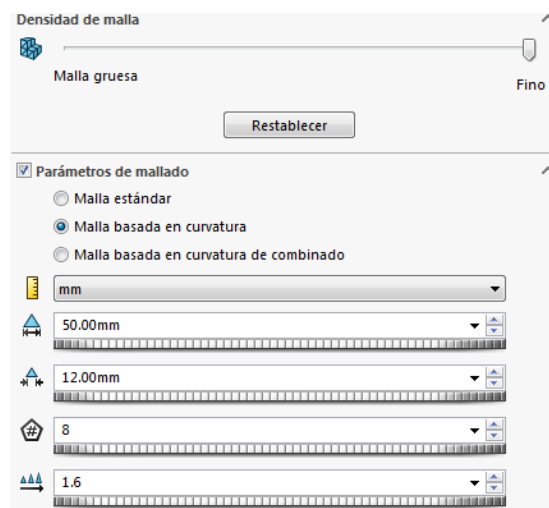 Densidad de malla
Malla gruesa
Fino
Restablecer
Parámetros de mallado
Malla estándar
Malla basada en curvatura
Malla basada en curvatura de combinado
mm
50.00mm
12.00mm
#
8
1.6